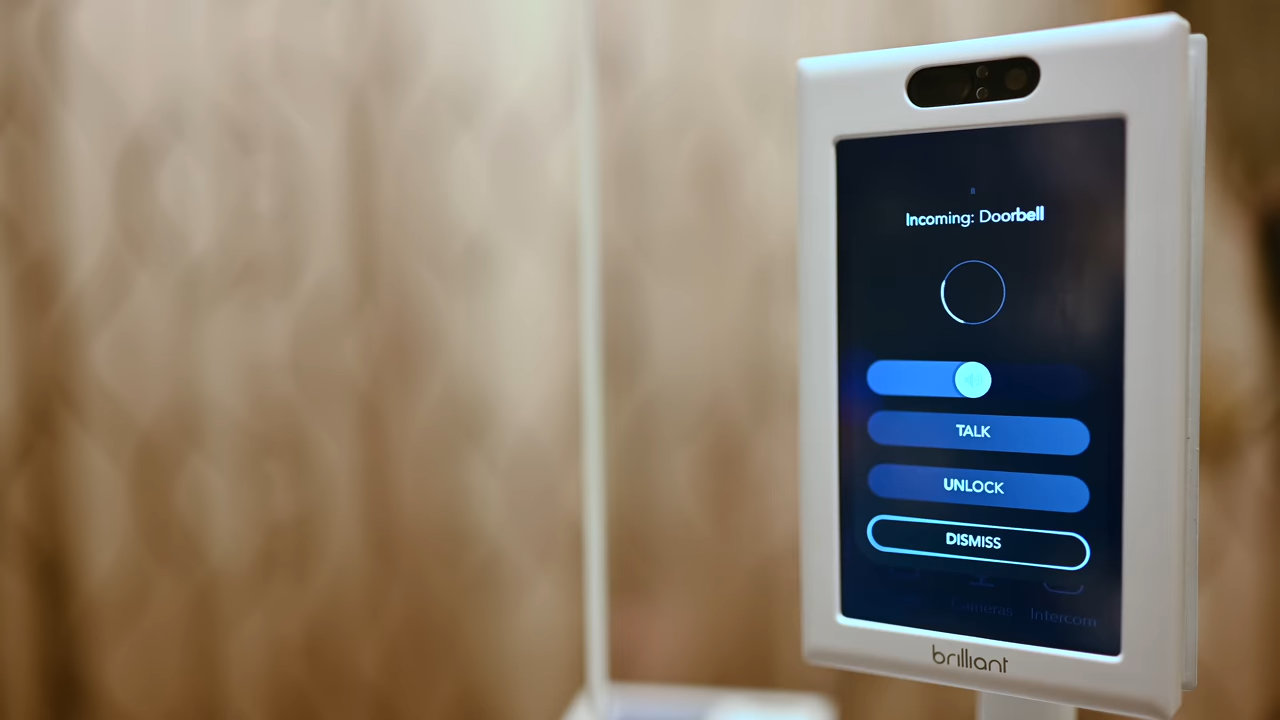 Incoming: Doorbell
TALK
UNLOCK
DISMISS
Cameras Intercom
brilliant